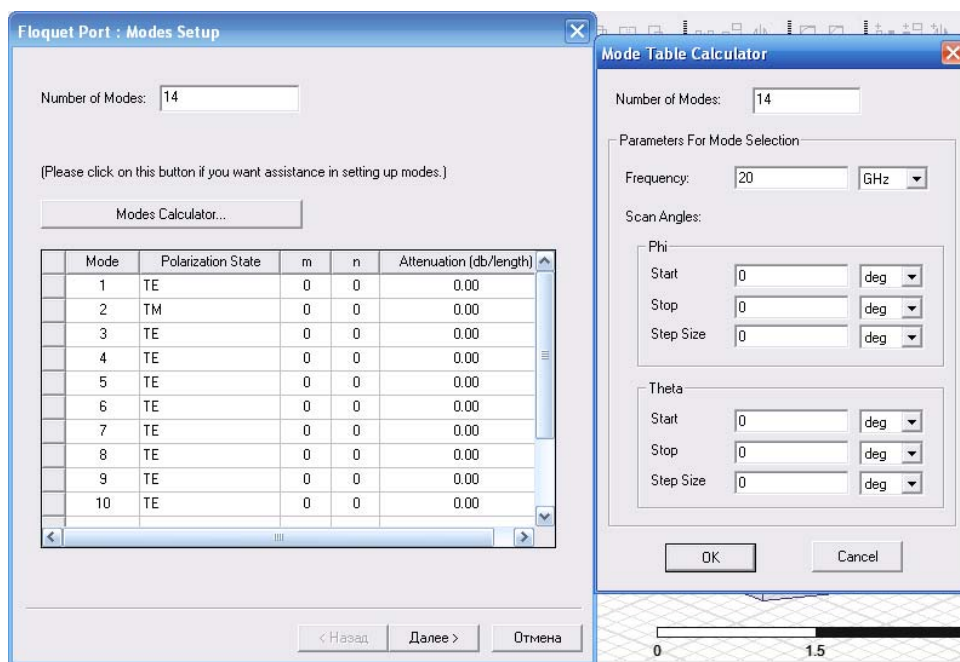 Floquet Port : Modes Setup
Number of Modes: 14
(Please click on this button if you want assistance in setting up modes.)
Modes Calculator...
Mode Polarization State m n Attenuation (db/length)
1 TE 0 0 0.00
2 TM 0 0 0.00
3 TE 0 0 0.00
4 TE 0 0 0.00
5 TE 0 0 0.00
6 TE 0 0 0.00
7 TE 0 0 0.00
8 TE 0 0 0.00
9 TE 0 0 0.00
10 TE 0 0 0.00
< Назад Далее > Отмена
Mode Table Calculator
Number of Modes: 14
Parameters For Mode Selection
Frequency: 20 GHz
Scan Angles:
Phi
Start 0 deg
Stop 0 deg
Step Size 0 deg
Theta
Start 0 deg
Stop 0 deg
Step Size 0 deg
OK Cancel
0 1.5